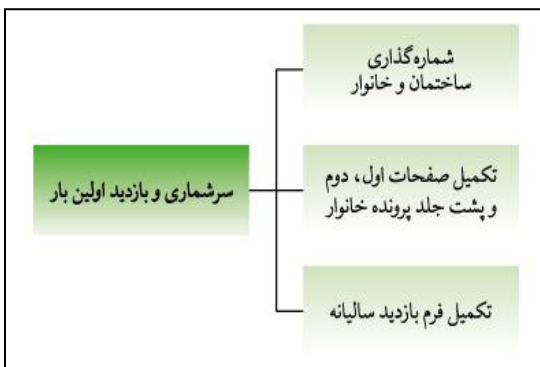 سرشماری و بازدید اولین بار
شماره‌گذاری
ساختمان و خانوار
تکمیل صفحات اول، دوم
و پشت جلد پرونده خانوار
تکمیل فرم بازدید سالیانه